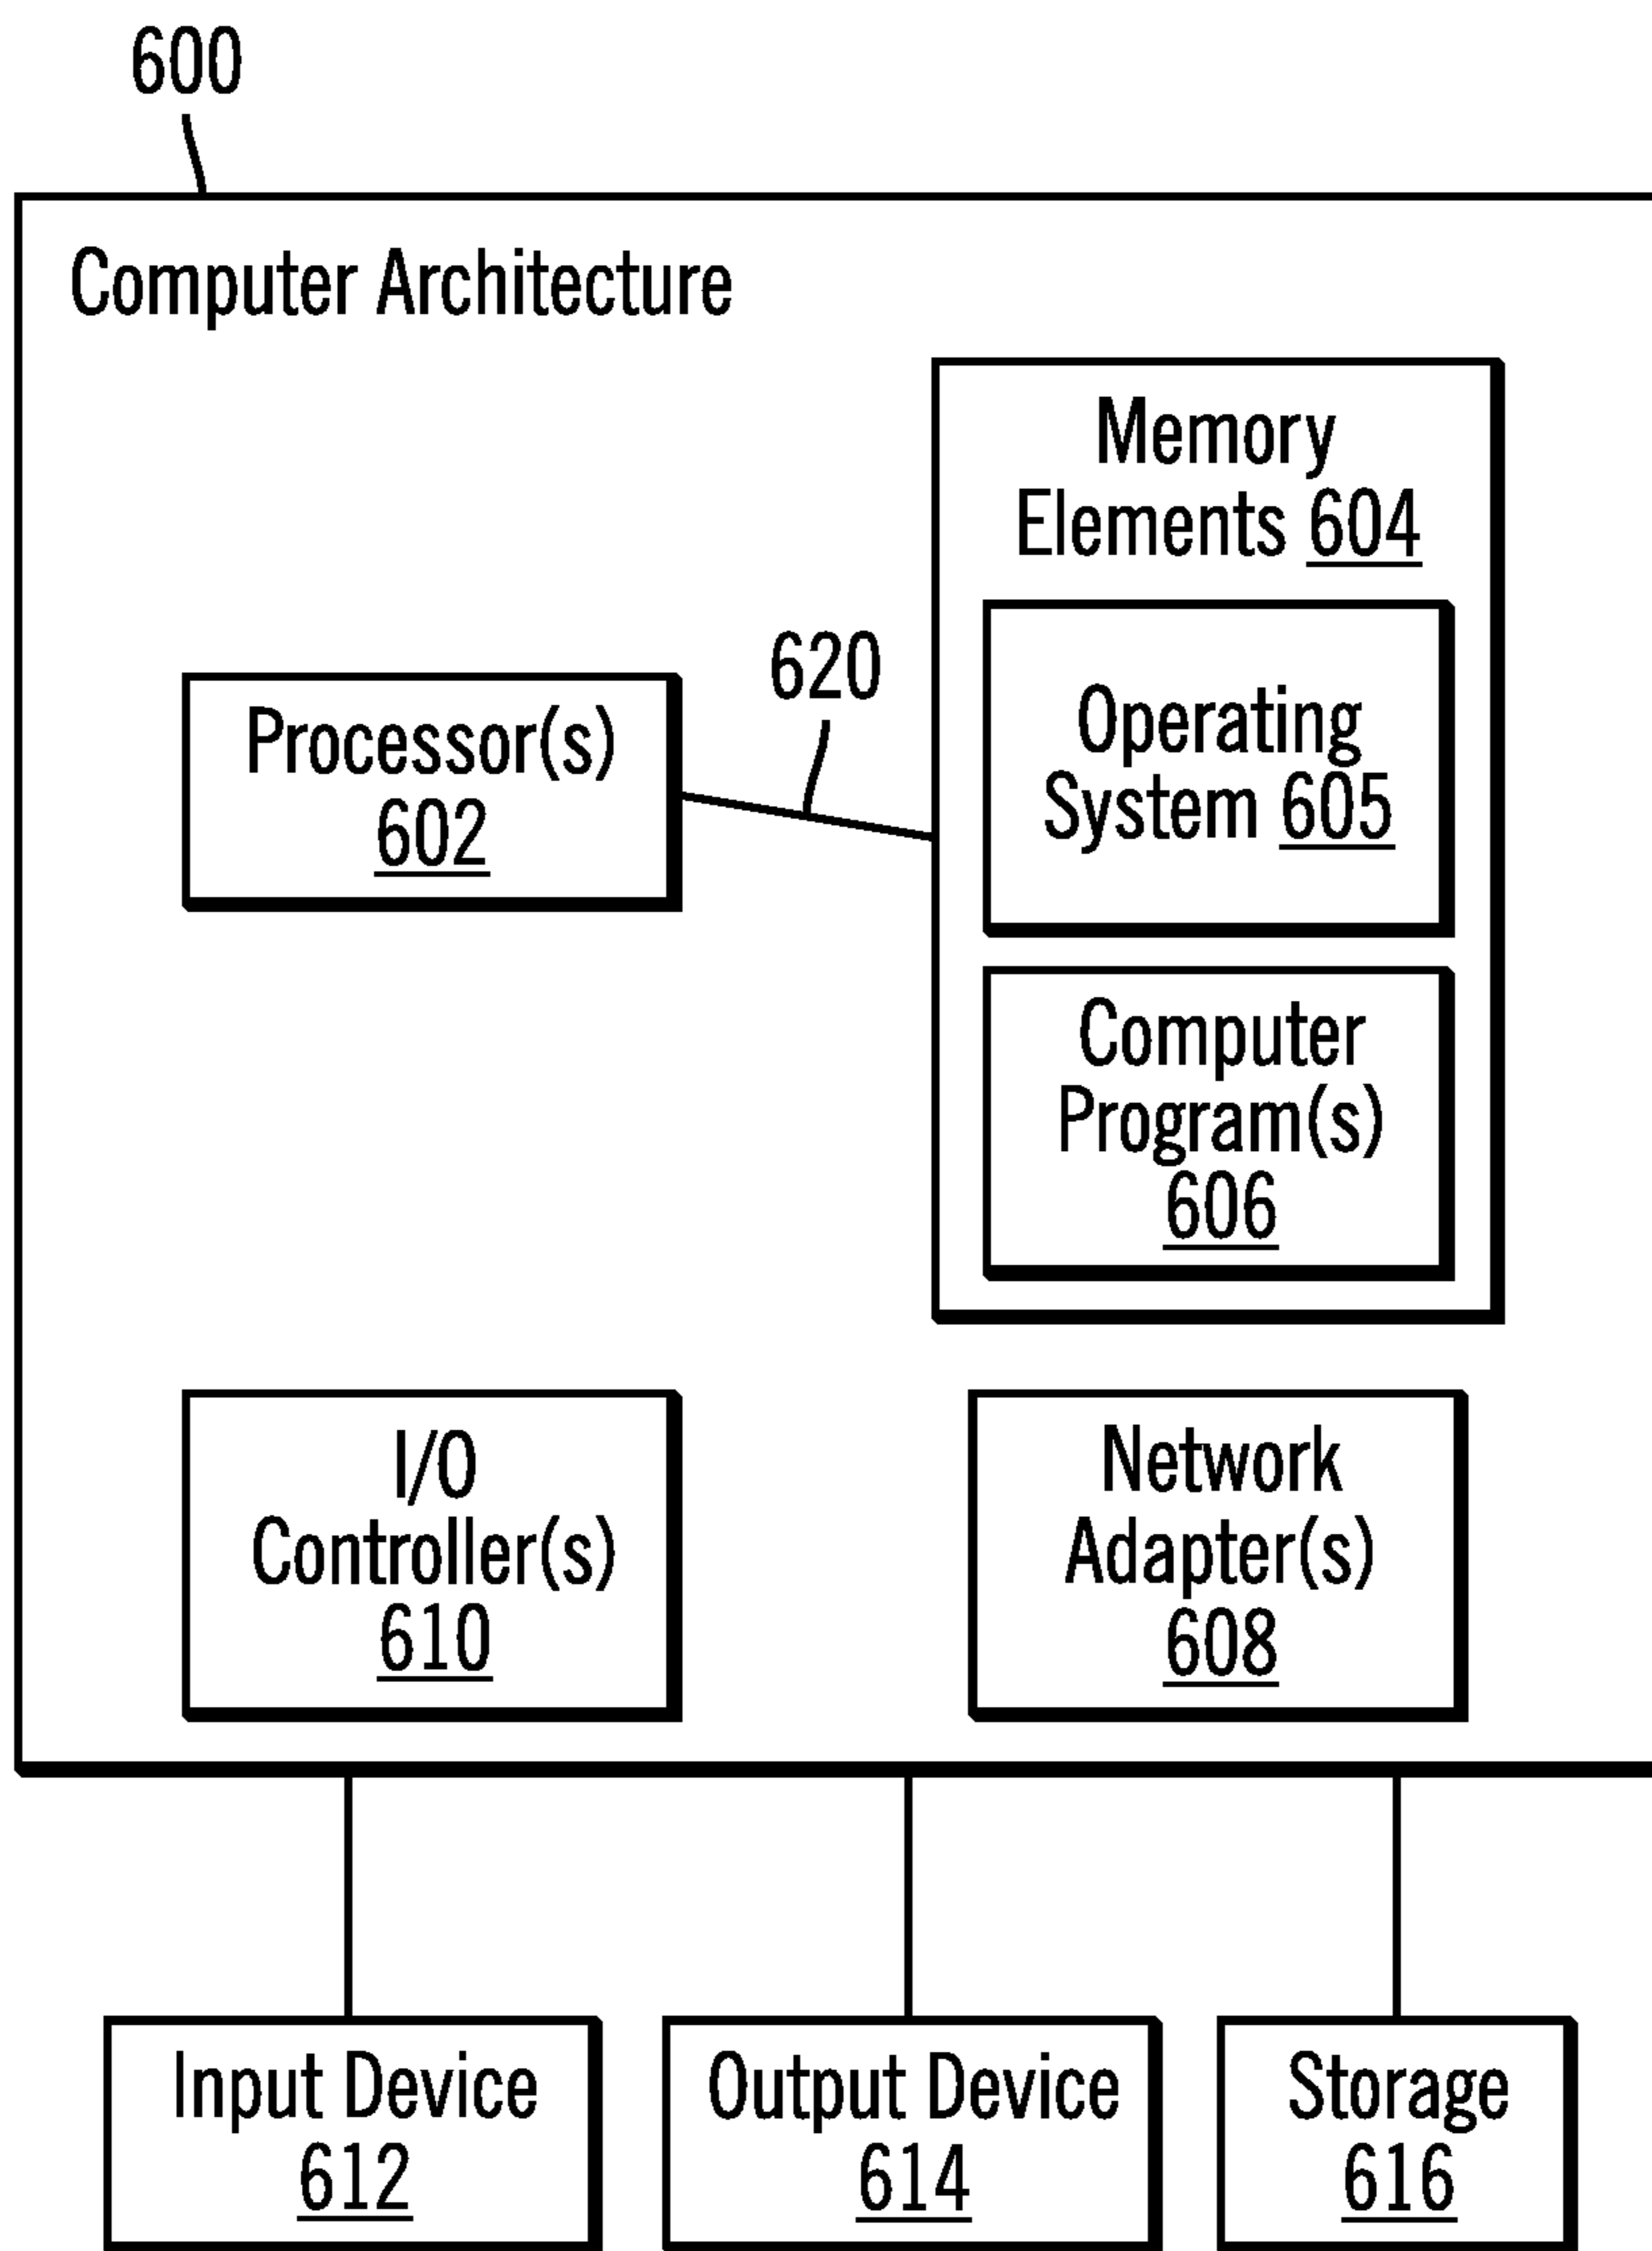 600
Computer Architecture
Memory
Elements 604
620
Operating
System 605
Processor(s)
602
Computer
Program(s)
606
I/O
Controller(s)
610
Network
Adapter(s)
608
Input Device
612
Output Device
614
Storage
616